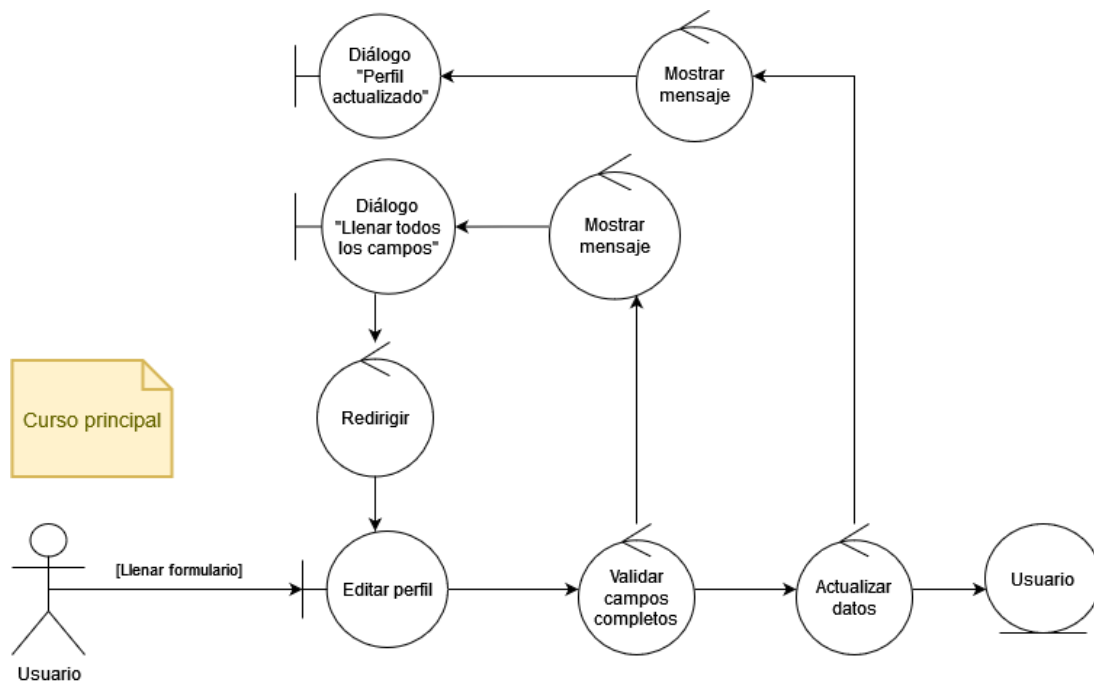 Diálogo
"Perfil
actualizado"
Mostrar
mensaje
Diálogo
"Llenar todos
los campos"
Mostrar
mensaje
Curso principal
Redirigir
[Llenar formulario]
Editar perfil
Validar
campos
completos
Actualizar
datos
Usuario
Usuario